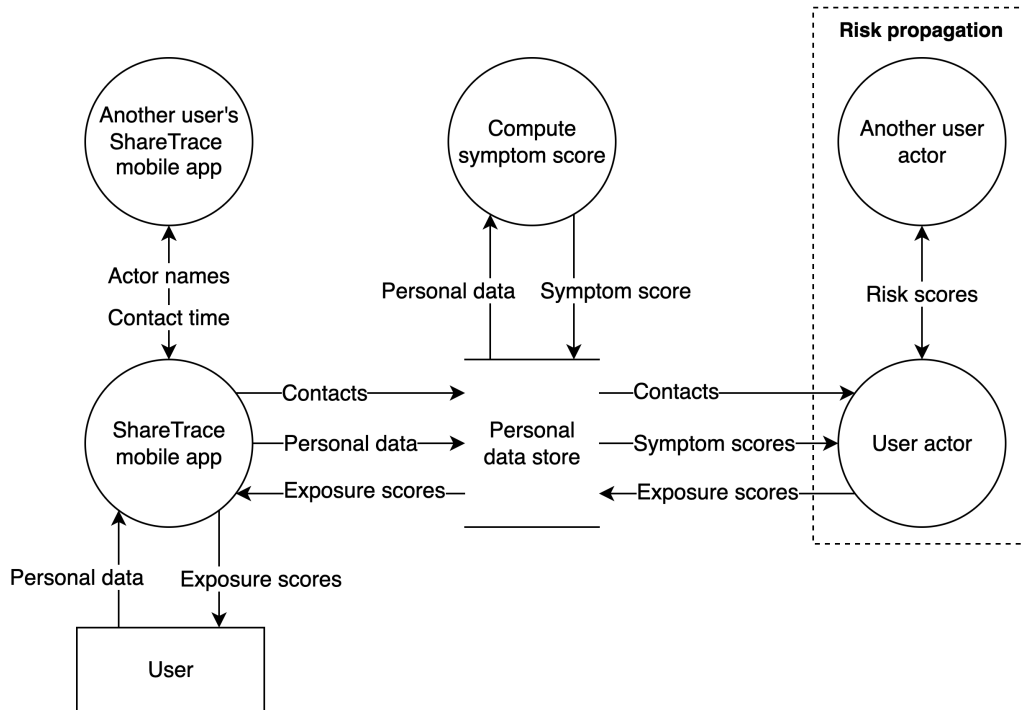 Risk propagation
Another user's
ShareTrace
mobile app
Compute
symptom score
Another user
actor
Actor names
Contact time
Personal data
Symptom score
Risk scores
Contacts
Contacts
ShareTrace
mobile app
Personal data
Personal
data store
Symptom scores
User actor
Exposure scores
Exposure scores
Personal data
Exposure scores
User